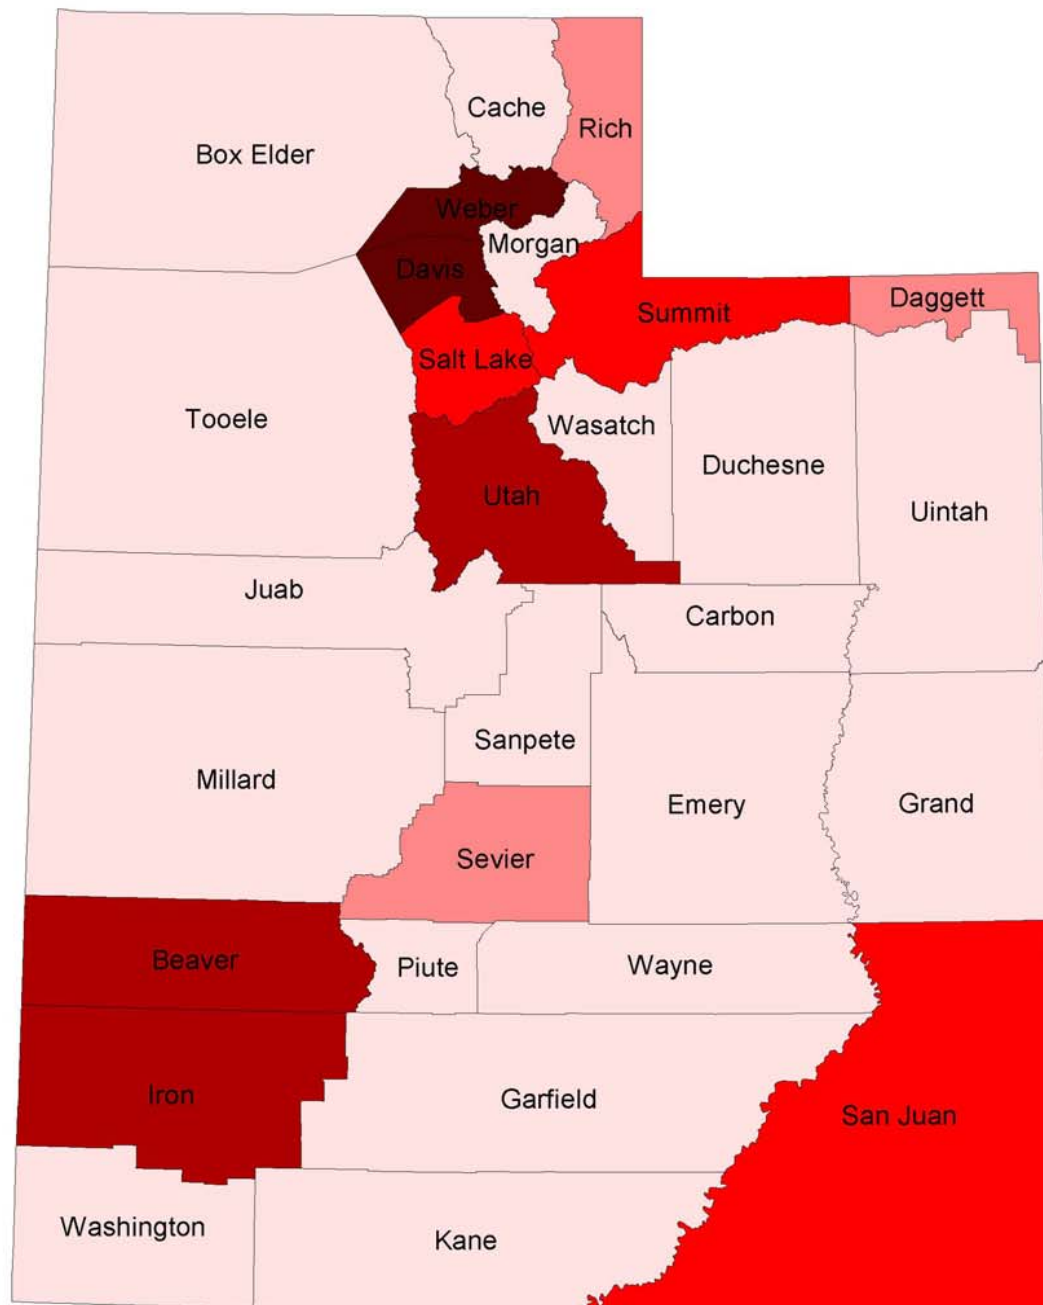 Cache
Rich
Box Elder
Weber
Morgan
Davis
Daggett
Summit
Salt Lake
Tooele
Wasatch
Duchesne
Utah
Uintah
Juab
Carbon
Sanpete
Millard
Emery
Grand
Sevier
Beaver
Piute
Wayne
Iron
Garfield
San Juan
Washington
Kane